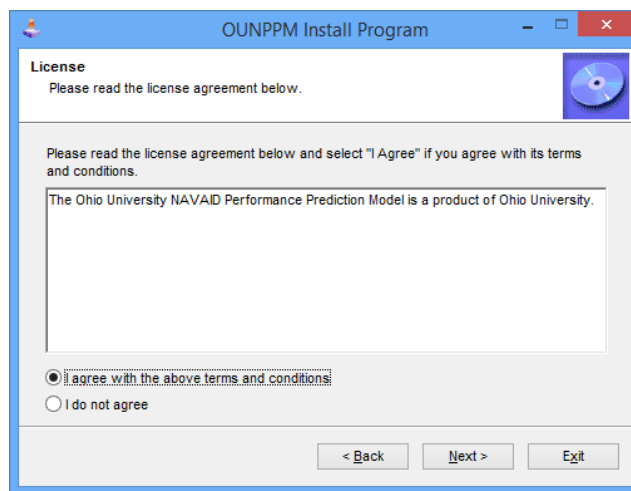 OUNPPM Install Program
License
Please read the license agreement below.
Please read the license agreement below and select "I Agree" if you agree with its terms
and conditions.
The Ohio University NAVAID Performance Prediction Model is a product of Ohio University.
I agree with the above terms and conditions
I do not agree
< Back Next > Exit